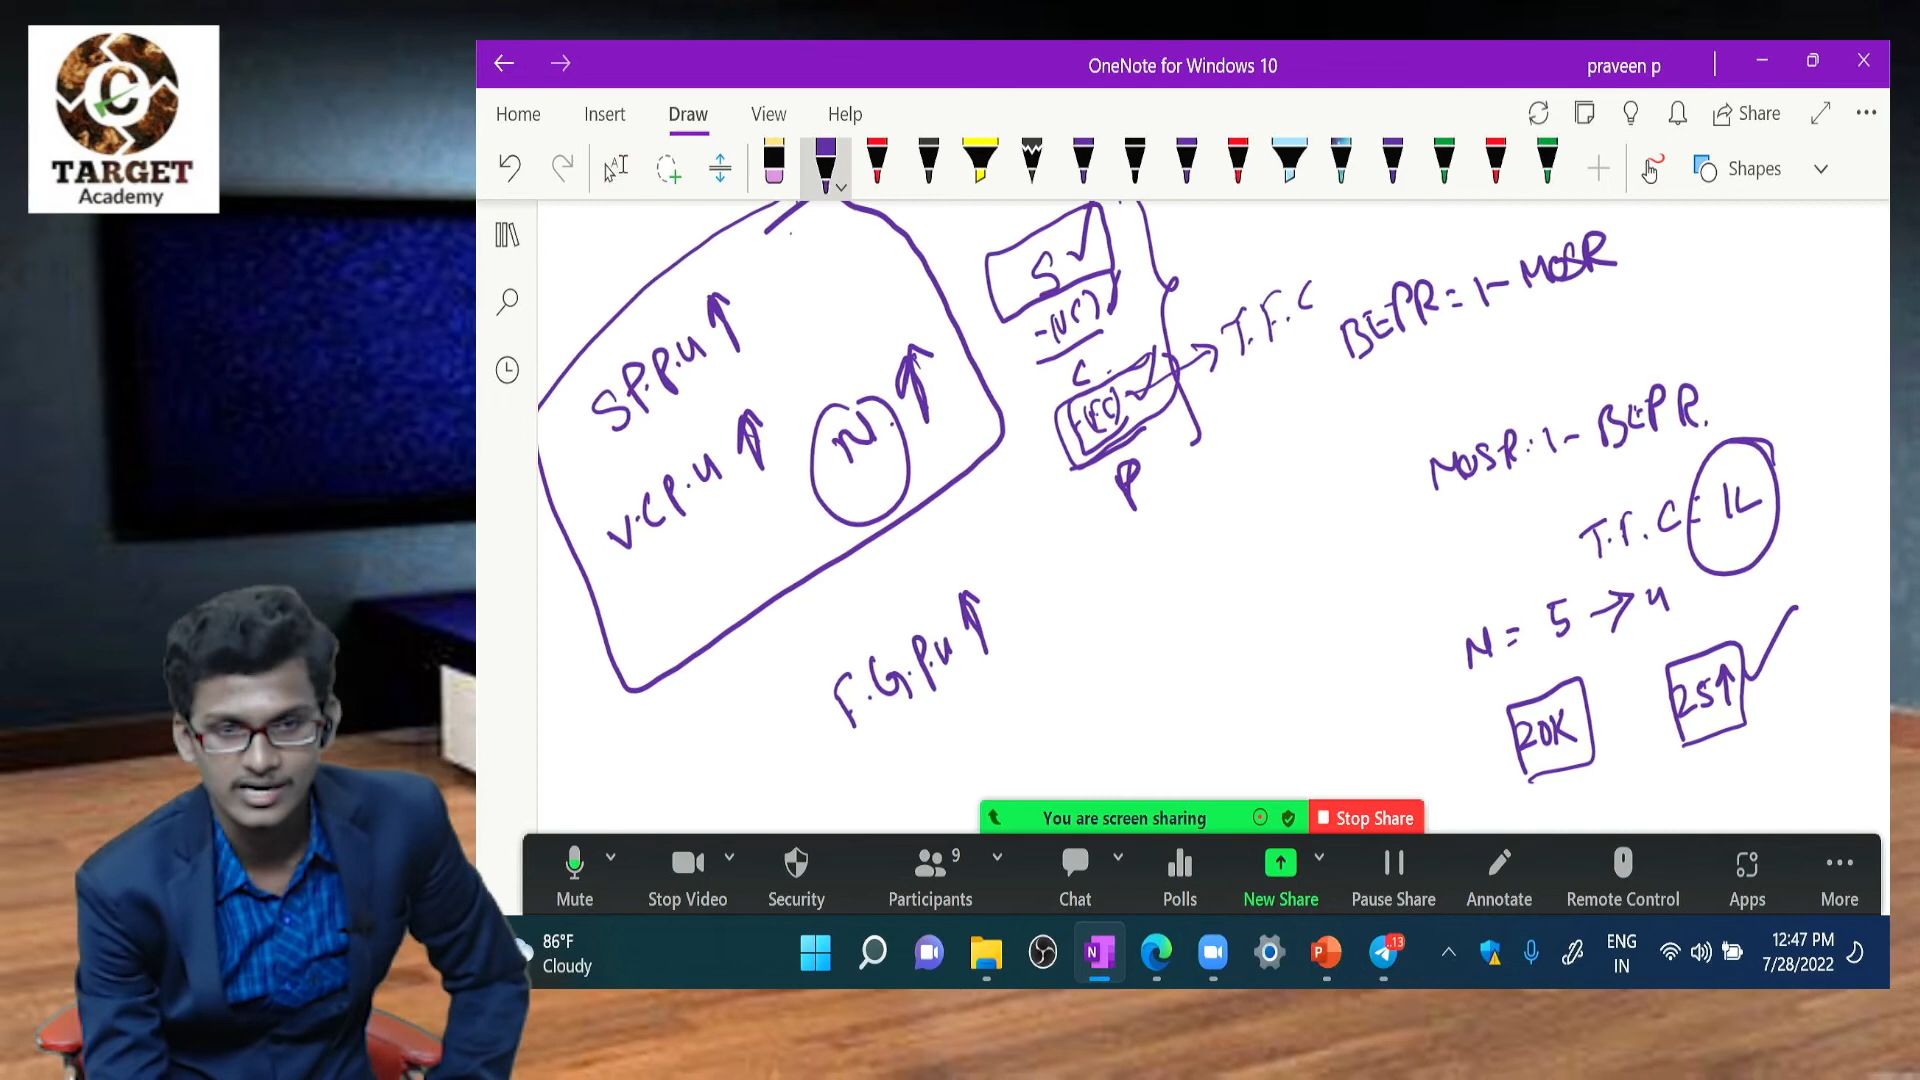 C
TARGET
Academy
OneNote for Windows 10
praveen p
Home Insert Draw View Help
Share
Shapes
S.P.P.U ↑
V.C.P.U ↑
N. ↑
S ✓
-V(C)
C
P
→ T.F.C
BEPR = 1 - MOSR
MOSR: 1 - BEPR.
T.F.C = 1L
N = 5 → 4
20K
25↑ ✓
F.G.P.U ↑
You are screen sharing
Stop Share
9
Mute Stop Video Security Participants Chat Polls New Share Pause Share Annotate Remote Control Apps More
86°F
Cloudy
N
P
..13
ENG
IN
12:47 PM
7/28/2022